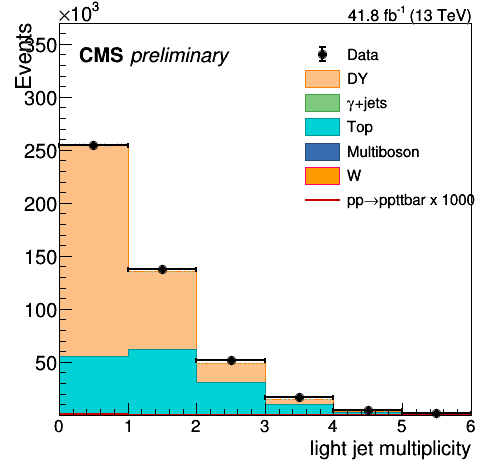 ×10³
41.8 fb⁻¹ (13 TeV)
Events
CMS preliminary
Data
DY
γ+jets
Top
Multiboson
W
pp→ppttbar x 1000
350
300
250
200
150
100
50
0 1 2 3 4 5 6
light jet multiplicity